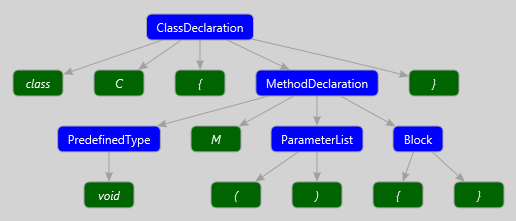 ClassDeclaration
class C { MethodDeclaration }
PredefinedType M ParameterList Block
void ( ) { }